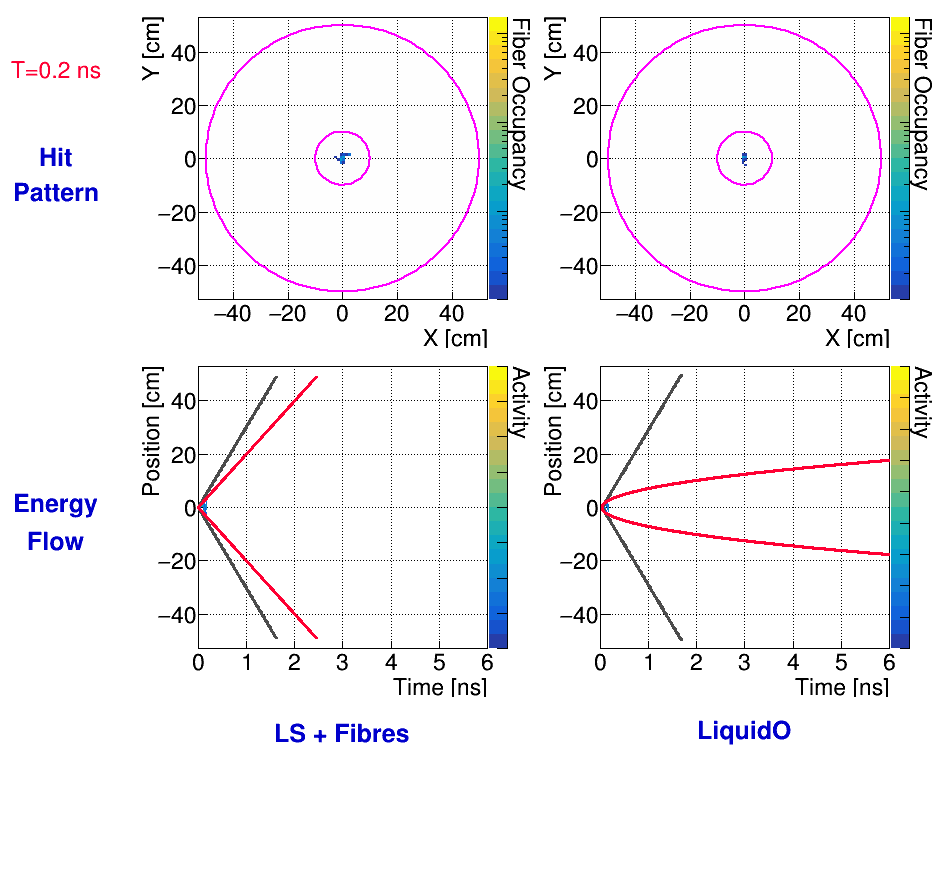 T=0.2 ns
Hit
Pattern
Y [cm]
40
20
0
−20
−40
−40 −20 0 20 40
X [cm]
Fiber Occupancy
Y [cm]
40
20
0
−20
−40
−40 −20 0 20 40
X [cm]
Fiber Occupancy
Energy
Flow
Position [cm]
40
20
0
−20
−40
0 1 2 3 4 5 6
Time [ns]
Activity
Position [cm]
40
20
0
−20
−40
0 1 2 3 4 5 6
Time [ns]
Activity
LS + Fibres
LiquidO